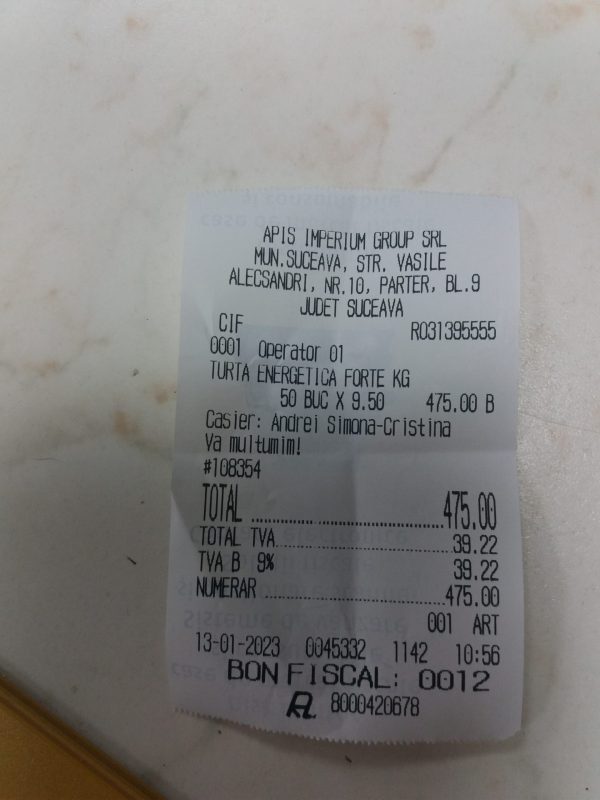 APIS IMPERIUM GROUP SRL
MUN.SUCEAVA, STR. VASILE
ALECSANDRI, NR.10, PARTER, BL.9
JUDET SUCEAVA
CIF RO31395555
0001 Operator 01
TURTA ENERGETICA FORTE KG
50 BUC X 9.50 475.00 B
Casier: Andrei Simona-Cristina
Va multumim!
#108354
TOTAL ........................475.00
TOTAL TVA........................39.22
TVA B 9% 39.22
NUMERAR........................475.00
001 ART
13-01-2023 0045332 1142 10:56
BON FISCAL: 0012
8000420678